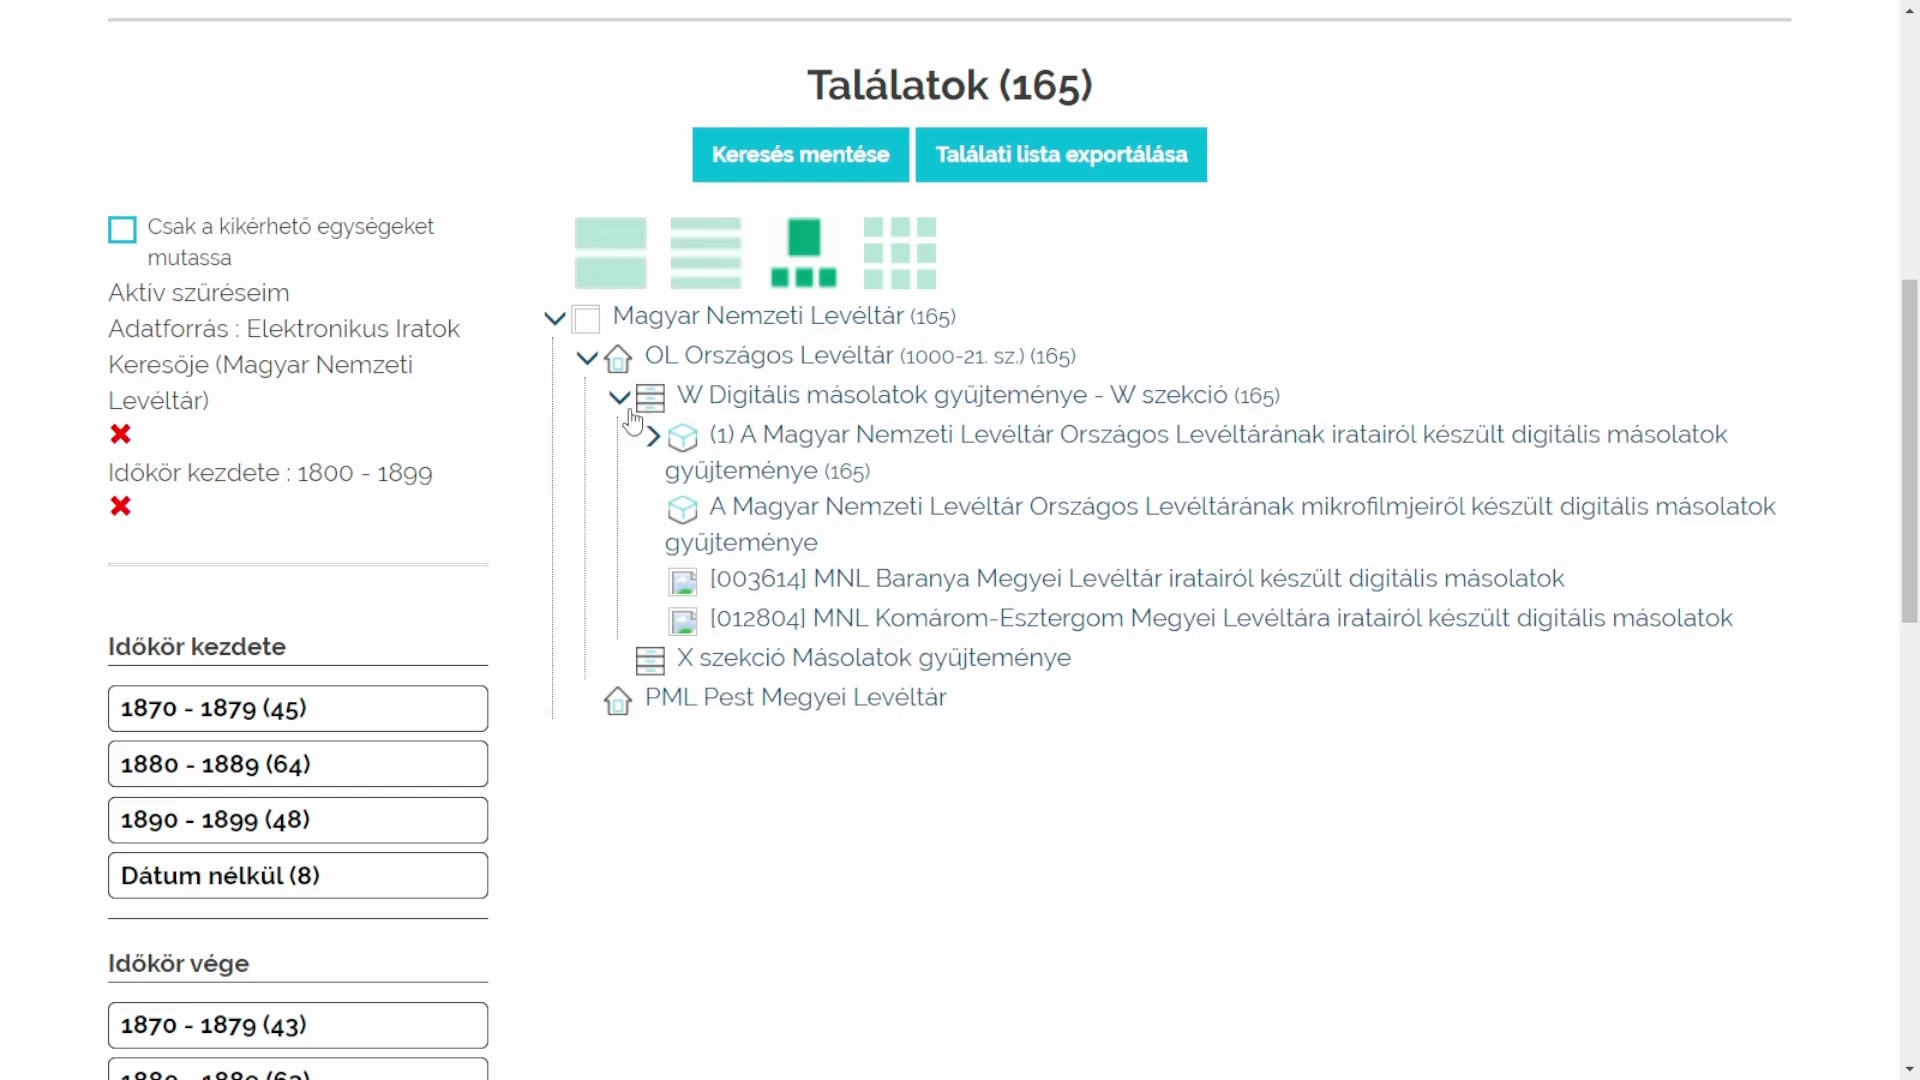 Találatok (165)
Keresés mentése
Találati lista exportálása
Csak a kikérhető egységeket
mutassa
Aktív szűréseim
Adatforrás : Elektronikus Iratok
Keresője (Magyar Nemzeti
Levéltár)
Időkör kezdete : 1800 - 1899
Időkör kezdete
1870 - 1879 (45)
1880 - 1889 (64)
1890 - 1899 (48)
Dátum nélkül (8)
Időkör vége
1870 - 1879 (43)
Magyar Nemzeti Levéltár (165)
OL Országos Levéltár (1000-21. sz.) (165)
W Digitális másolatok gyűjteménye - W szekció (165)
(1) A Magyar Nemzeti Levéltár Országos Levéltárának iratairól készült digitális másolatok
gyűjteménye (165)
A Magyar Nemzeti Levéltár Országos Levéltárának mikrofilmjeiről készült digitális másolatok
gyűjteménye
[003614] MNL Baranya Megyei Levéltár iratairól készült digitális másolatok
[012804] MNL Komárom-Esztergom Megyei Levéltára iratairól készült digitális másolatok
X szekció Másolatok gyűjteménye
PML Pest Megyei Levéltár